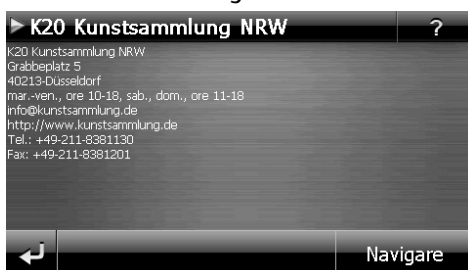 K20 Kunstsammlung NRW ?
K20 Kunstsammlung NRW
Grabbeplatz 5
40213-Düsseldorf
mar.-ven., ore 10-18, sab., dom., ore 11-18
info@kunstsammlung.de
http://www.kunstsammlung.de
Tel.: +49-211-8381130
Fax: +49-211-8381201
Navigare